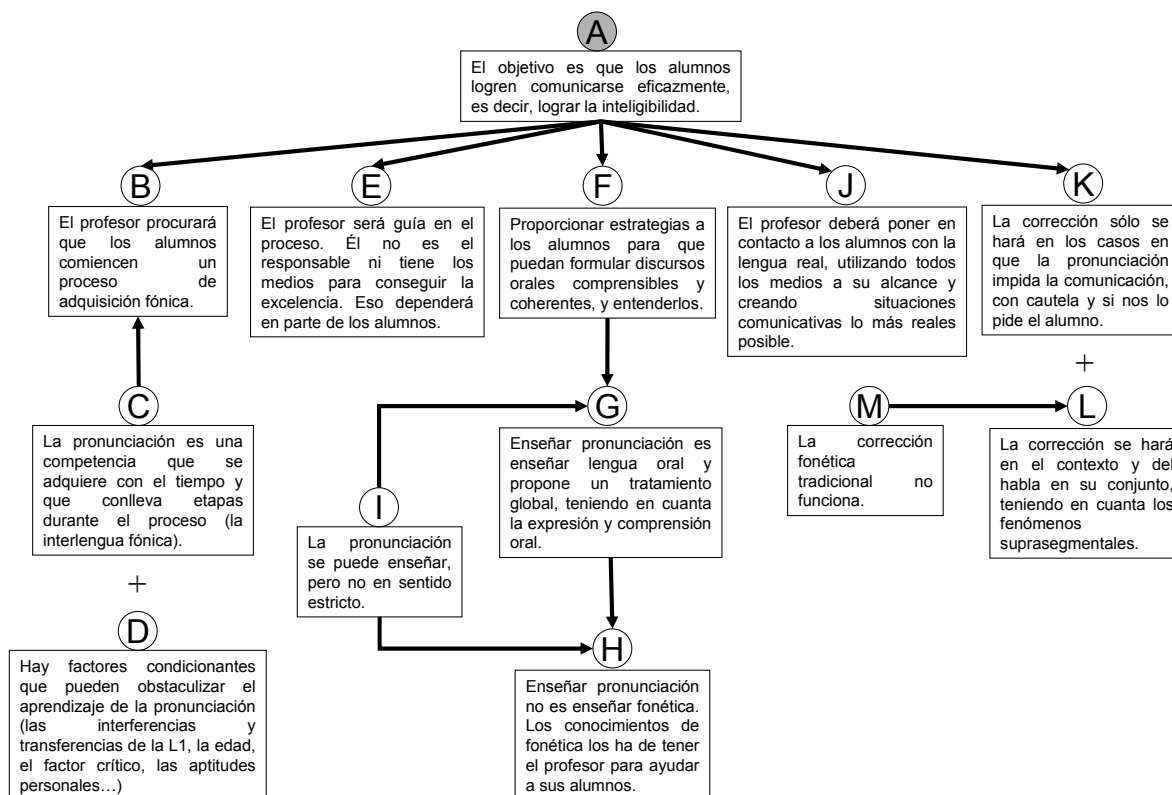 A
El objetivo es que los alumnos
logren comunicarse eficazmente,
es decir, lograr la inteligibilidad.
B
El profesor procurará
que los alumnos
comiencen un
proceso de
adquisición fónica.
E
El profesor será guía en el
proceso. Él no es el
responsable ni tiene los
medios para conseguir la
excelencia. Eso dependerá
en parte de los alumnos.
F
Proporcionar estrategias a
los alumnos para que
puedan formular discursos
orales comprensibles y
coherentes, y entenderlos.
J
El profesor deberá poner en
contacto a los alumnos con la
lengua real, utilizando todos
los medios a su alcance y
creando situaciones
comunicativas lo más reales
posible.
K
La corrección sólo se
hará en los casos en
que la pronunciación
impida la comunicación,
con cautela y si nos lo
pide el alumno.
+
C
La pronunciación es una
competencia que se
adquiere con el tiempo y
que conlleva etapas
durante el proceso (la
interlengua fónica).
+
D
Hay factores condicionantes
que pueden obstaculizar el
aprendizaje de la pronunciación
(las interferencias y
transferencias de la L1, la edad,
el factor crítico, las aptitudes
personales…)
I
La pronunciación
se puede enseñar,
pero no en sentido
estricto.
G
Enseñar pronunciación es
enseñar lengua oral y
propone un tratamiento
global, teniendo en cuanta
la expresión y comprensión
oral.
H
Enseñar pronunciación
no es enseñar fonética.
Los conocimientos de
fonética los ha de tener
el profesor para ayudar
a sus alumnos.
M
La corrección
fonética
tradicional no
funciona.
L
La corrección se hará
en el contexto y del
habla en su conjunto,
teniendo en cuanta los
fenómenos
suprasegmentales.